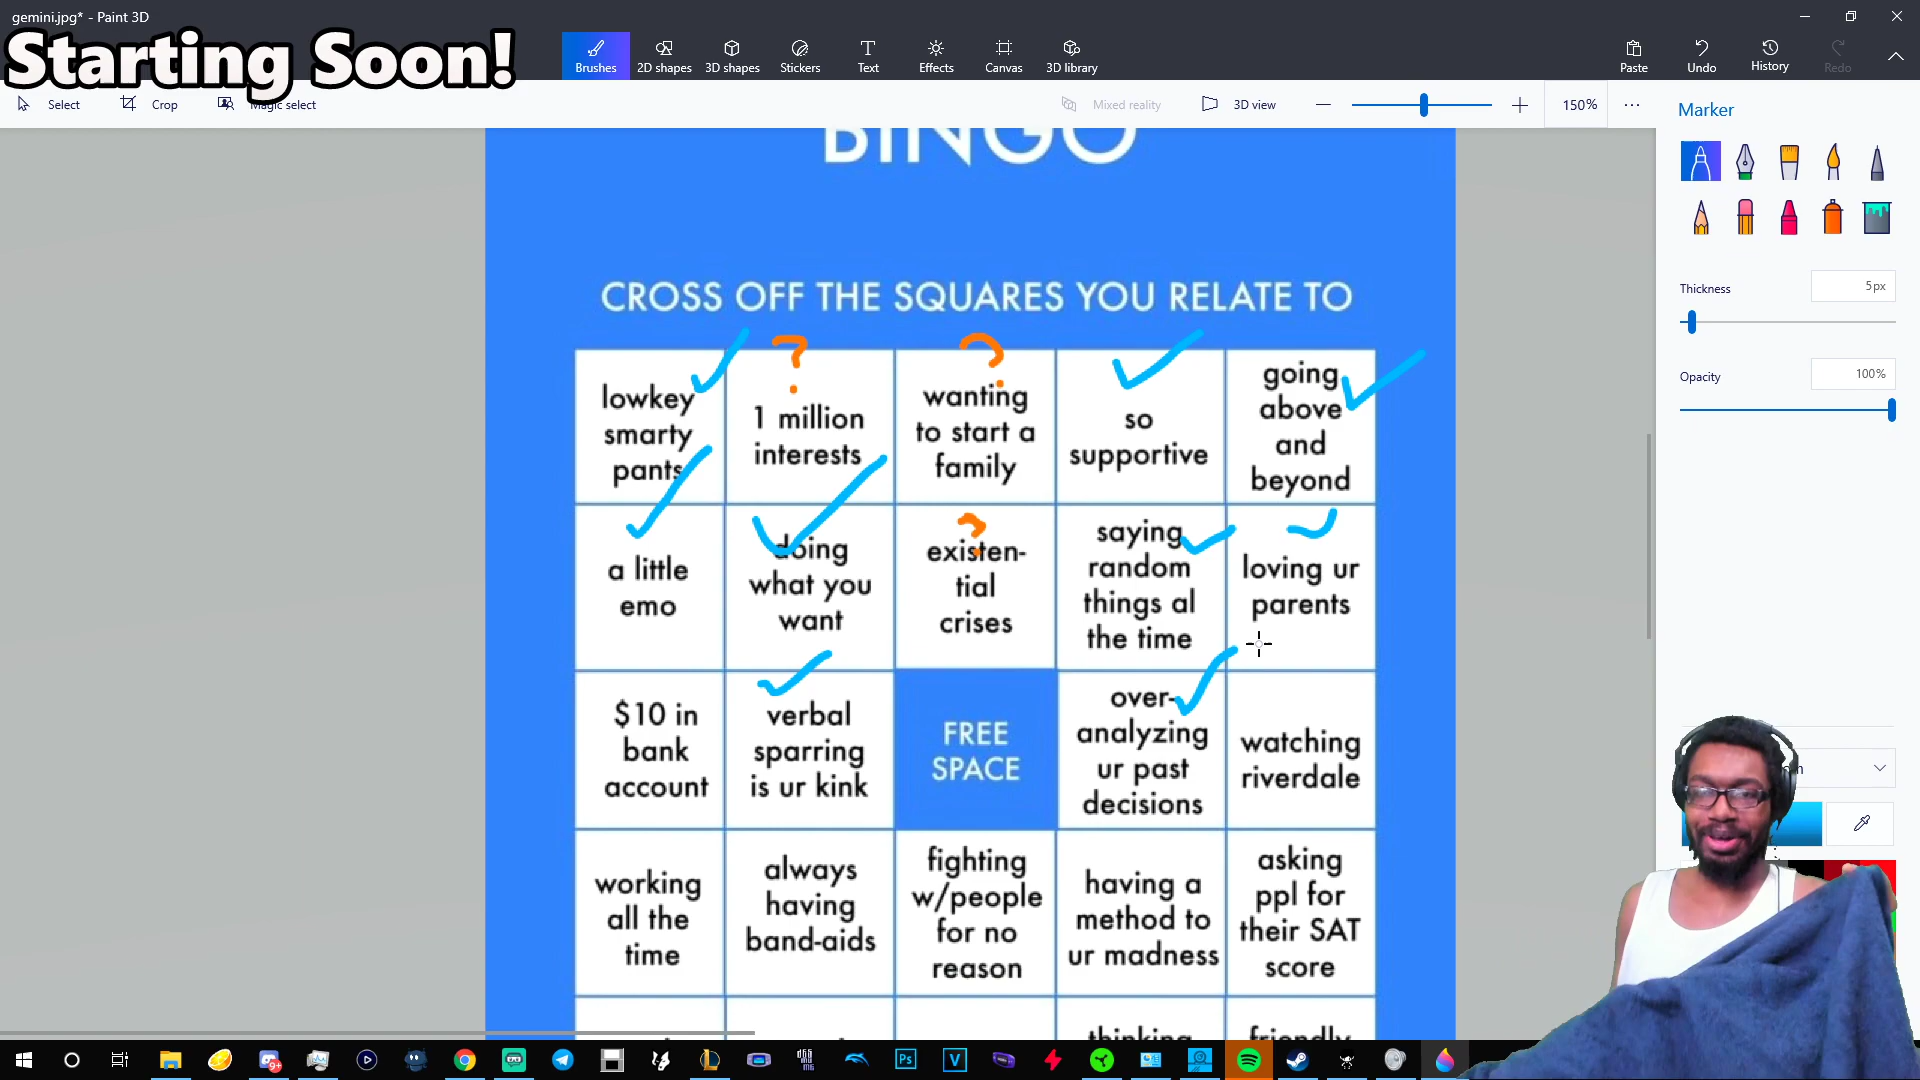 gemini.jpg* - Paint 3D
Starting Soon!
Brushes
2D shapes
3D shapes
Stickers
Text
Effects
Canvas
3D library
Paste
Undo
History
Redo
Select
Crop
Magic select
Mixed reality
3D view
150%
Marker
Thickness
5px
Opacity
100%
BINGO
CROSS OFF THE SQUARES YOU RELATE TO
lowkey
smarty
pants
?
1 million
interests
?
wanting
to start a
family
so
supportive
going
above
and
beyond
a little
emo
doing
what you
want
?
existen-
tial
crises
saying
random
things al
the time
loving ur
parents
$10 in
bank
account
verbal
sparring
is ur kink
FREE
SPACE
over-
analyzing
ur past
decisions
watching
riverdale
working
all the
time
always
having
band-aids
fighting
w/people
for no
reason
having a
method to
ur madness
asking
ppl for
their SAT
score
thinking
friendly
9+
Ps
V